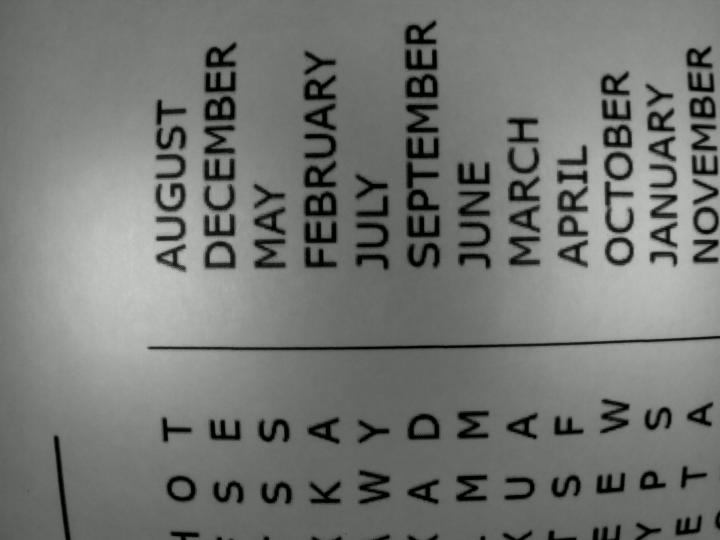 O T AUGUST
S E DECEMBER
S S MAY
K A FEBRUARY
W Y JULY
A D SEPTEMBER
M M JUNE
U A MARCH
S F APRIL
E E W OCTOBER
Y P S JANUARY
E T A NOVEMBER